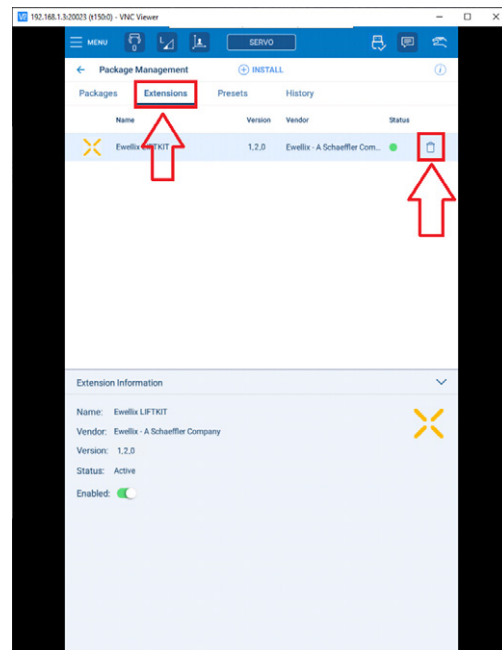 V2 192.168.1.3:20023 (t150:0) - VNC Viewer
MENU 0 SERVO
Package Management INSTALL
Packages Extensions Presets History
Name Version Vendor Status
Ewellix LIFTKIT 1,2,0 Ewellix - A Schaeffler Com...
Extension Information
Name: Ewellix LIFTKIT
Vendor: Ewellix - A Schaeffler Company
Version: 1,2,0
Status: Active
Enabled: